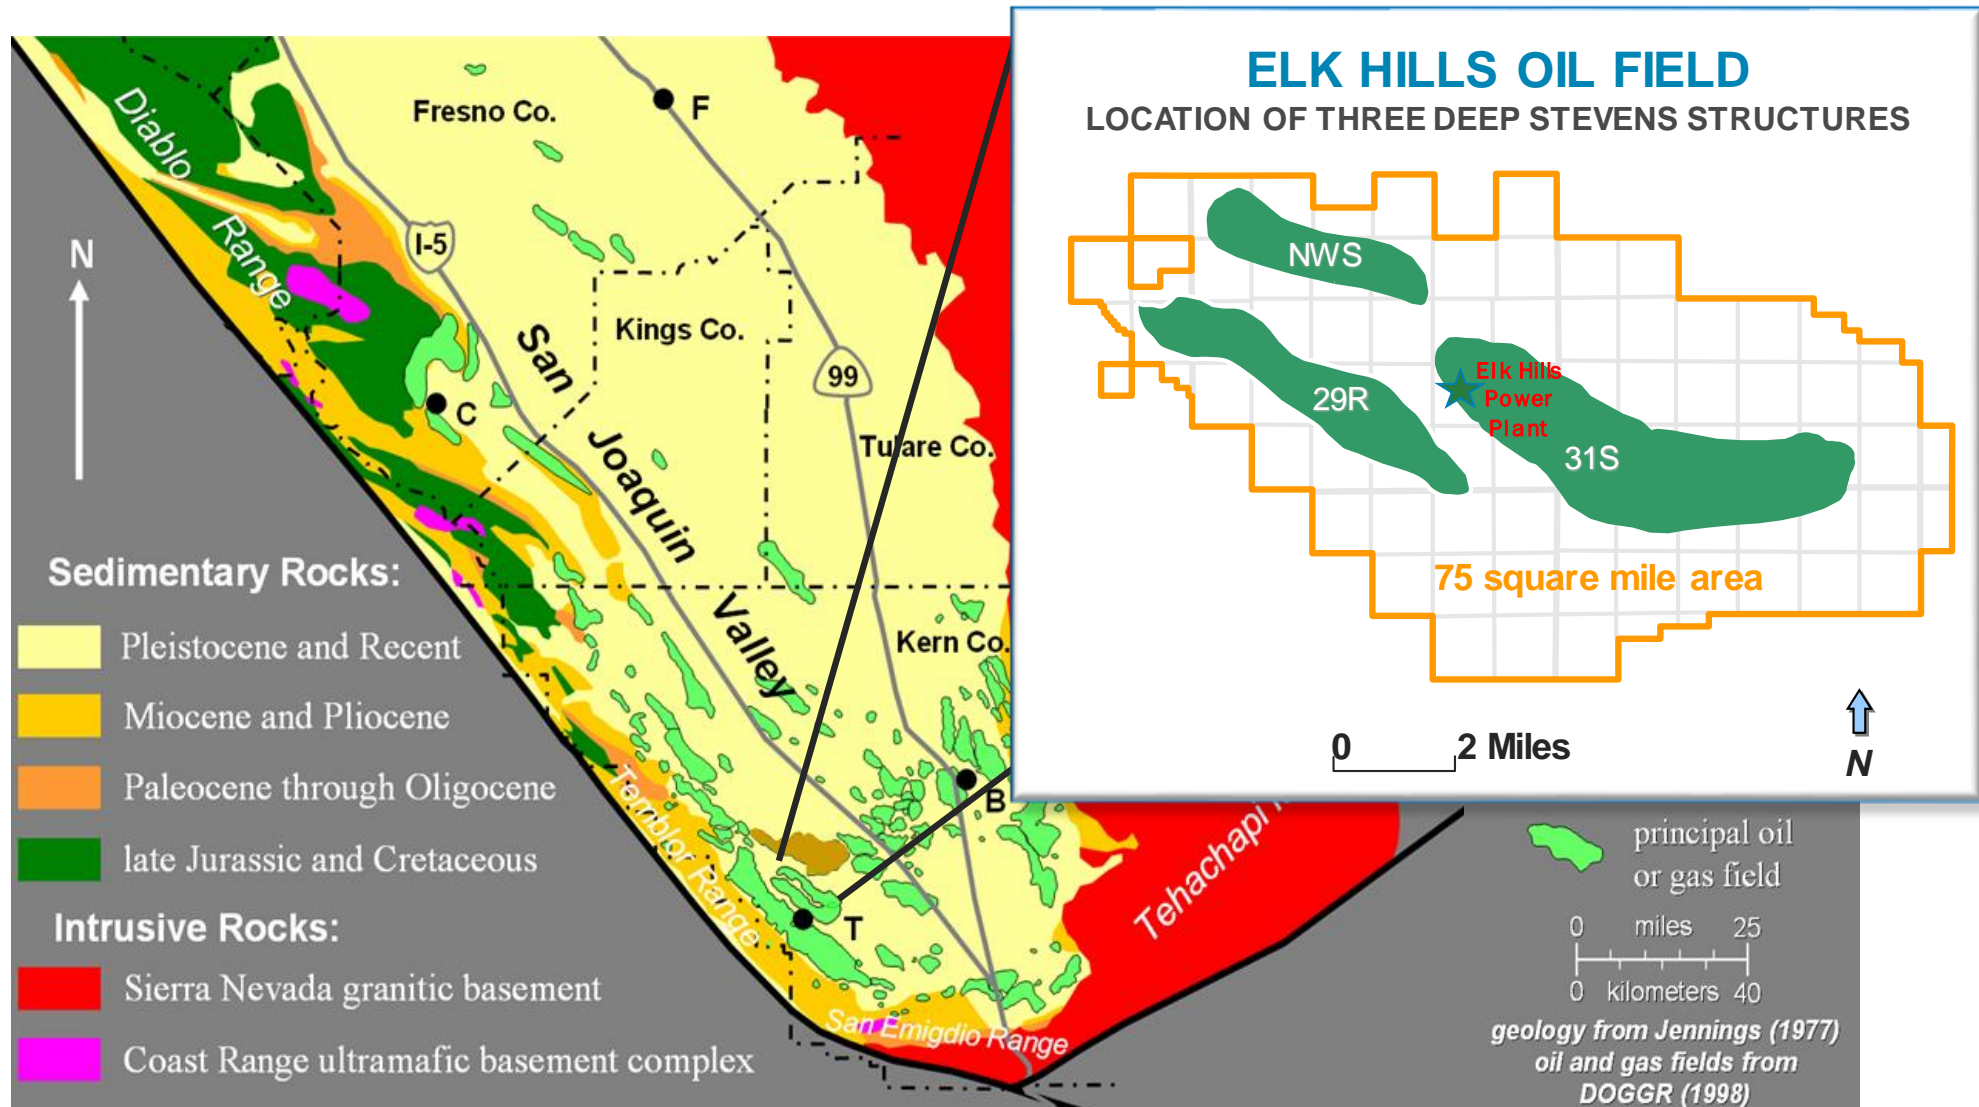 ELK HILLS OIL FIELD
LOCATION OF THREE DEEP STEVENS STRUCTURES
NWS
29R
31S
Elk Hills
Power
Plant
75 square mile area
0 2 Miles
N
Fresno Co.
F
Diablo
Range
I-5
N
Kings Co.
San
Joaquin
Valley
99
C
Tulare Co.
Kern Co.
B
T
Temblor Range
San Emigdio Range
Tehachapi
Sedimentary Rocks:
Pleistocene and Recent
Miocene and Pliocene
Paleocene through Oligocene
late Jurassic and Cretaceous
Intrusive Rocks:
Sierra Nevada granitic basement
Coast Range ultramafic basement complex
principal oil
or gas field
0 miles 25
0 kilometers 40
geology from Jennings (1977)
oil and gas fields from
DOGGR (1998)